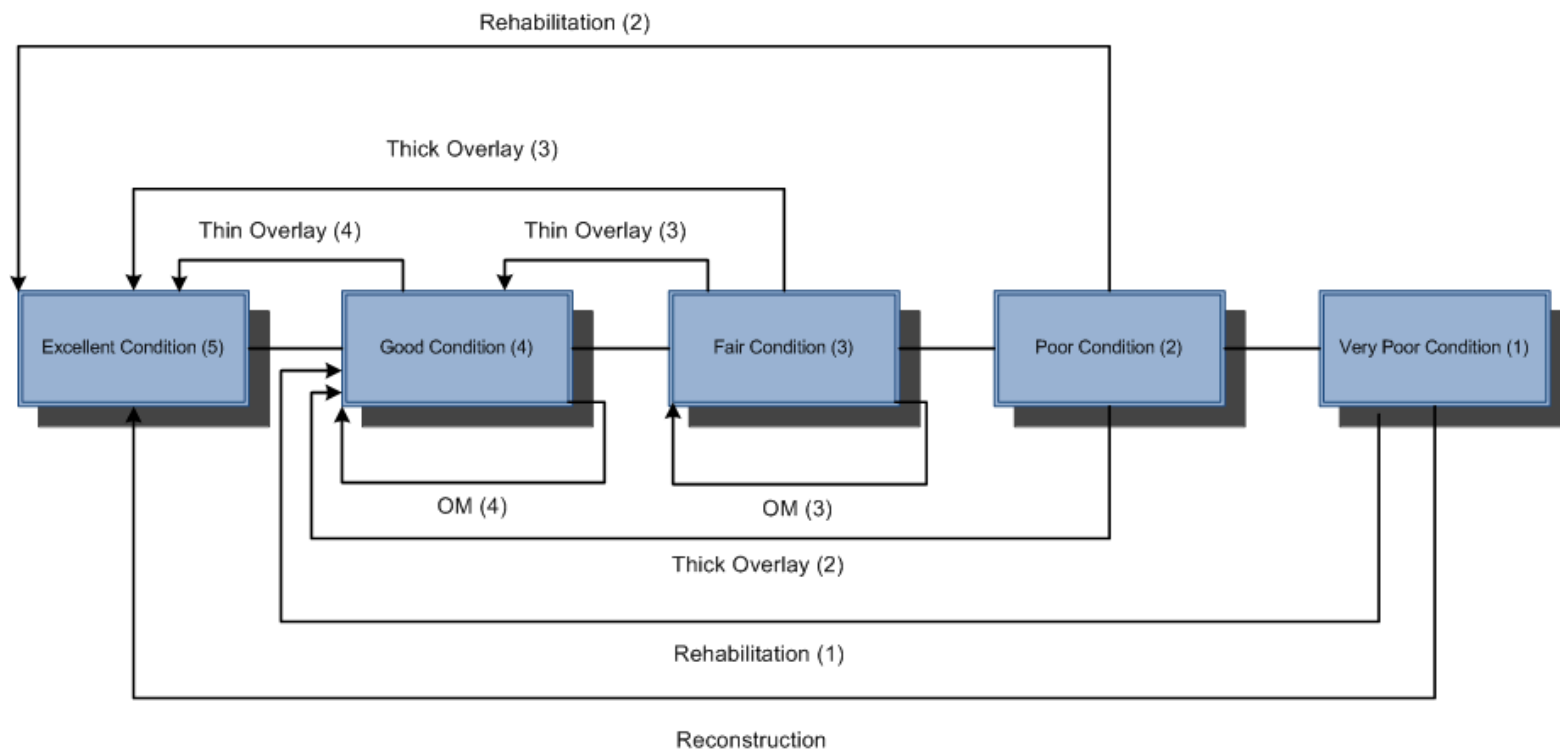 Rehabilitation (2)
Thick Overlay (3)
Thin Overlay (4)
Thin Overlay (3)
Excellent Condition (5)
Good Condition (4)
Fair Condition (3)
Poor Condition (2)
Very Poor Condition (1)
OM (4)
OM (3)
Thick Overlay (2)
Rehabilitation (1)
Reconstruction